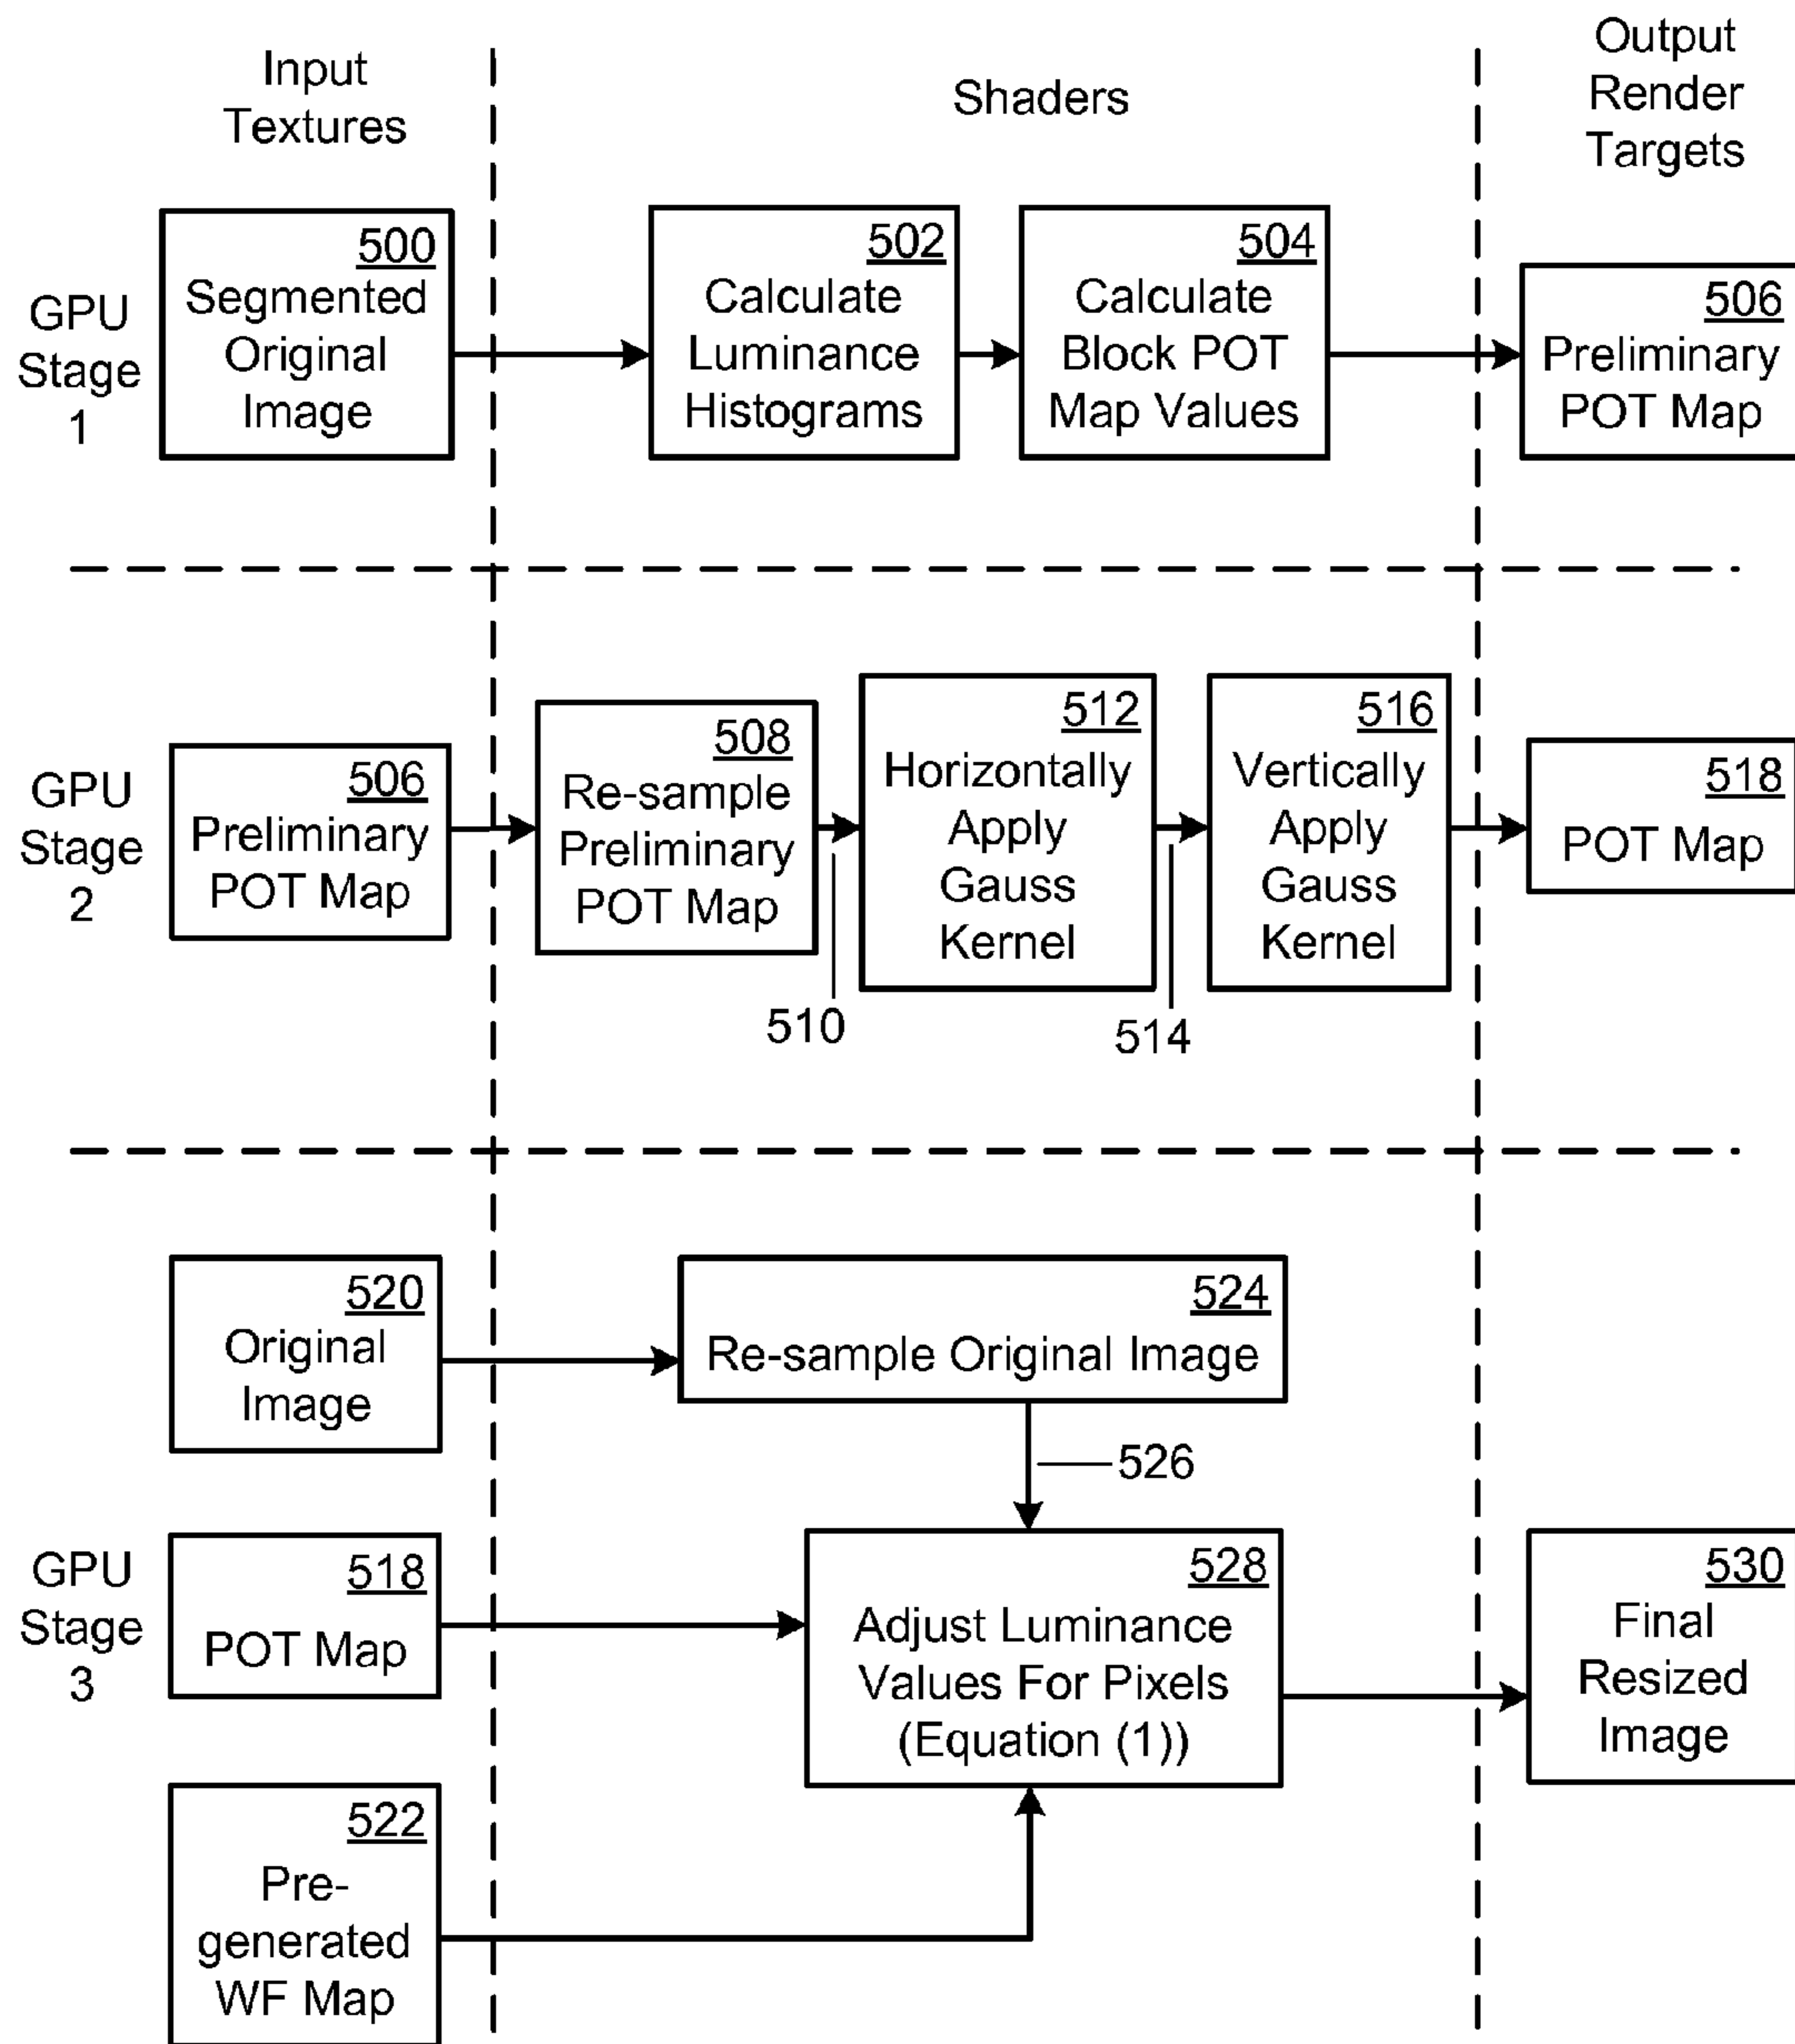 Input
Textures
Shaders
Output
Render
Targets
GPU
Stage
1
500
Segmented
Original
Image
502
Calculate
Luminance
Histograms
504
Calculate
Block POT
Map Values
506
Preliminary
POT Map
GPU
Stage
2
506
Preliminary
POT Map
508
Re-sample
Preliminary
POT Map
510
512
Horizontally
Apply
Gauss
Kernel
514
516
Vertically
Apply
Gauss
Kernel
518
POT Map
GPU
Stage
3
520
Original
Image
524
Re-sample Original Image
526
518
POT Map
528
Adjust Luminance
Values For Pixels
(Equation (1))
530
Final
Resized
Image
522
Pre-
generated
WF Map